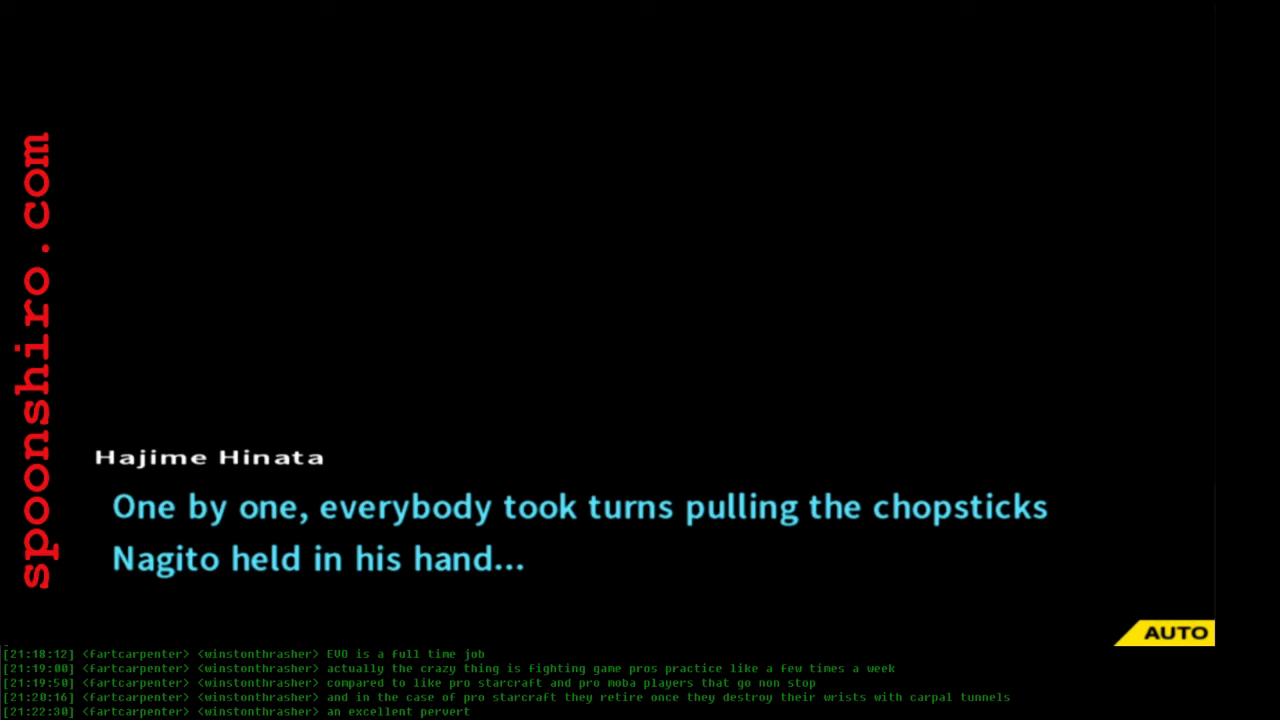 spoonshiro.com
Hajime Hinata
One by one, everybody took turns pulling the chopsticks
Nagito held in his hand...
AUTO
[21:18:12] <fartcarpenter> <winstonthrasher> EVO is a full time job
[21:19:00] <fartcarpenter> <winstonthrasher> actually the crazy thing is fighting game pros practice like a few times a week
[21:19:50] <fartcarpenter> <winstonthrasher> compared to like pro starcraft and pro moba players that go non stop
[21:20:16] <fartcarpenter> <winstonthrasher> and in the case of pro starcraft they retire once they destroy their wrists with carpal tunnels
[21:22:30] <fartcarpenter> <winstonthrasher> an excellent pervert